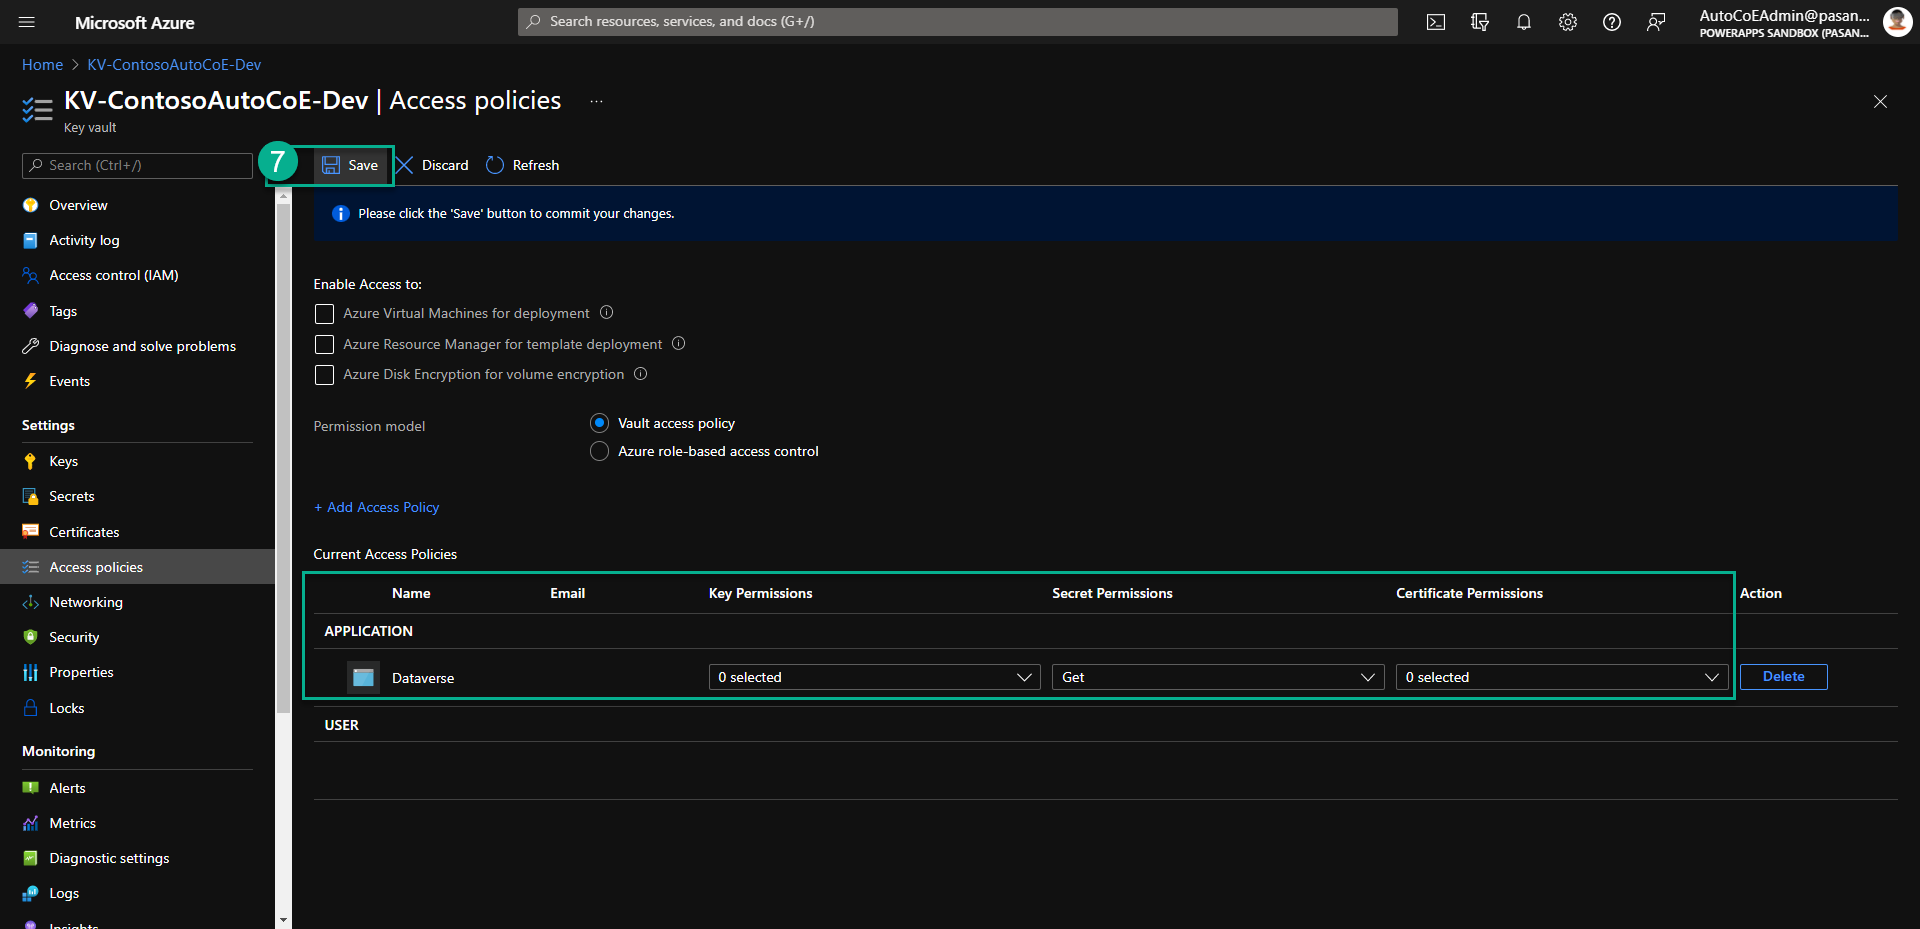 Microsoft Azure
Search resources, services, and docs (G+/)
AutoCoEAdmin@pasan...
POWERAPPS SANDBOX (PASAN...
Home > KV-ContosoAutoCoE-Dev
KV-ContosoAutoCoE-Dev | Access policies ...
Key vault
Search (Ctrl+/)
7
Save
Discard
Refresh
Overview
Activity log
Access control (IAM)
Tags
Diagnose and solve problems
Events
Settings
Keys
Secrets
Certificates
Access policies
Networking
Security
Properties
Locks
Monitoring
Alerts
Metrics
Diagnostic settings
Logs
Insights
Please click the 'Save' button to commit your changes.
Enable Access to:
Azure Virtual Machines for deployment
Azure Resource Manager for template deployment
Azure Disk Encryption for volume encryption
Permission model
Vault access policy
Azure role-based access control
+ Add Access Policy
Current Access Policies
Name Email Key Permissions Secret Permissions Certificate Permissions Action
APPLICATION
Dataverse 0 selected Get 0 selected Delete
USER